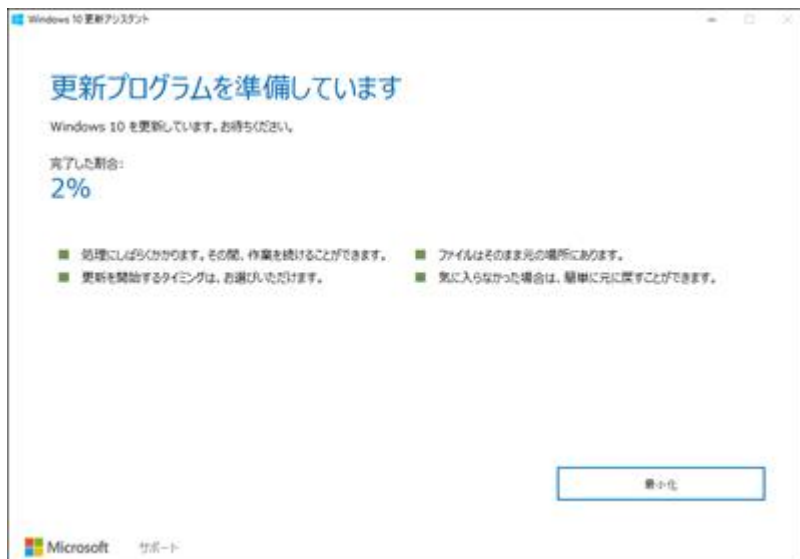 Windows 10 更新アシスタント
更新プログラムを準備しています
Windows 10 を更新しています。お待ちください。
完了した割合:
2%
処理にしばらくかかります。その間、作業を続けることができます。
更新を開始するタイミングは、お選びいただけます。
ファイルはそのまま元の場所にあります。
気に入らなかった場合は、簡単に元に戻すことができます。
最小化
Microsoft サポート